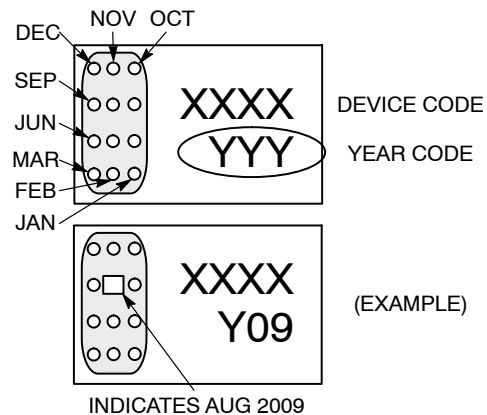 NOV OCT
DEC
SEP
JUN
MAR
FEB
JAN
XXXX
YYY
DEVICE CODE
YEAR CODE
XXXX
Y09
(EXAMPLE)
INDICATES AUG 2009